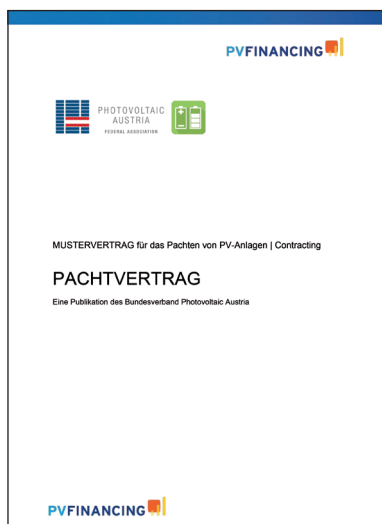 PVFINANCING
PHOTOVOLTAIC
AUSTRIA
FEDERAL ASSOCIATION
MUSTERVERTRAG für das Pachten von PV-Anlagen | Contracting
PACHTVERTRAG
Eine Publikation des Bundesverband Photovoltaic Austria
PVFINANCING